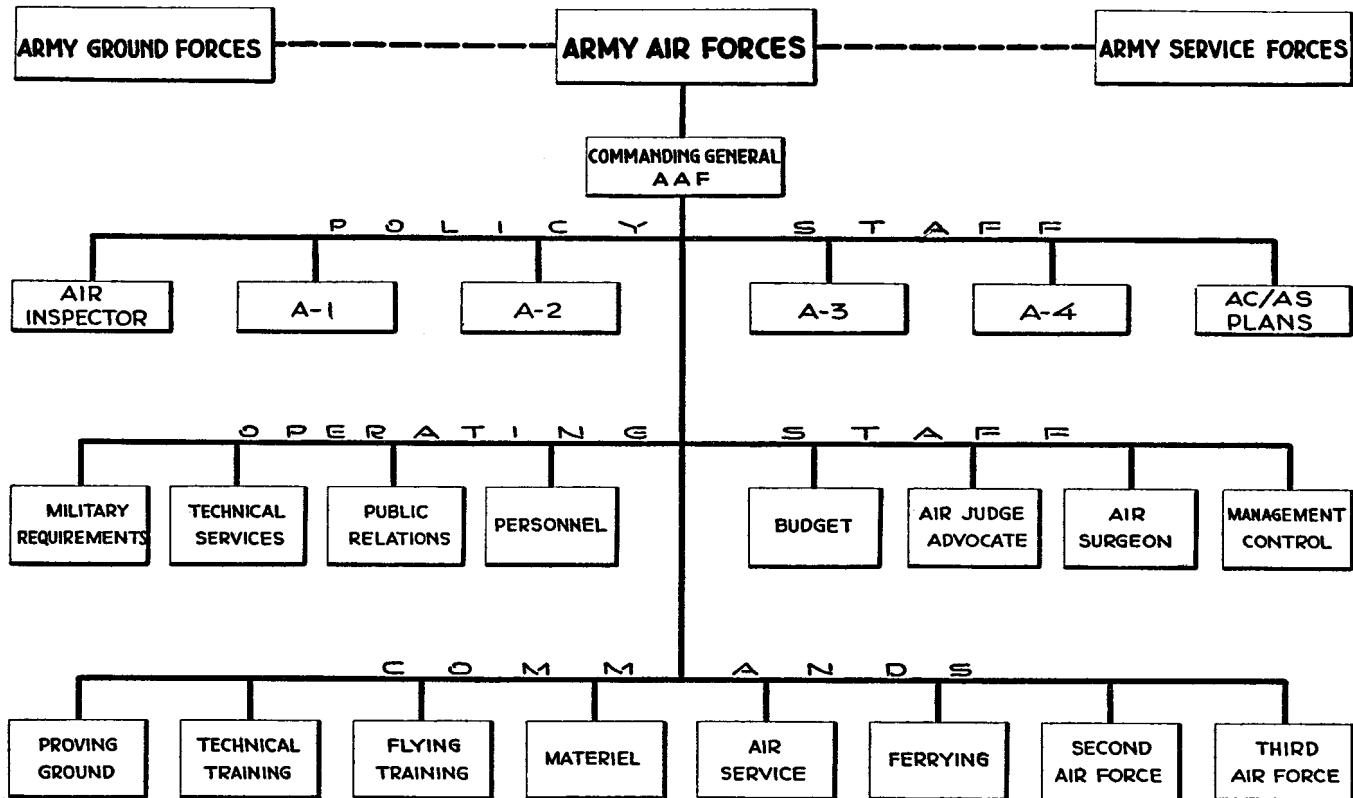 ARMY GROUND FORCES
ARMY AIR FORCES
ARMY SERVICE FORCES
COMMANDING GENERAL
AAF
POLICY STAFF
AIR
INSPECTOR
A-1
A-2
A-3
A-4
AC/AS
PLANS
OPERATING STAFF
MILITARY
REQUIREMENTS
TECHNICAL
SERVICES
PUBLIC
RELATIONS
PERSONNEL
BUDGET
AIR JUDGE
ADVOCATE
AIR
SURGEON
MANAGEMENT
CONTROL
COMMANDS
PROVING
GROUND
TECHNICAL
TRAINING
FLYING
TRAINING
MATERIEL
AIR
SERVICE
FERRYING
SECOND
AIR FORCE
THIRD
AIR FORCE